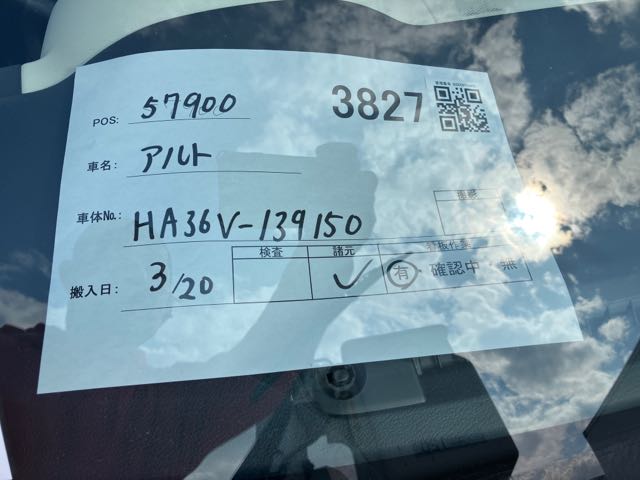 3827
POS: 57900
車名: アルト
車体No.: HA36V-139150
検査 諸元
搬入日: 3/20 ✓ 有・確認中・無